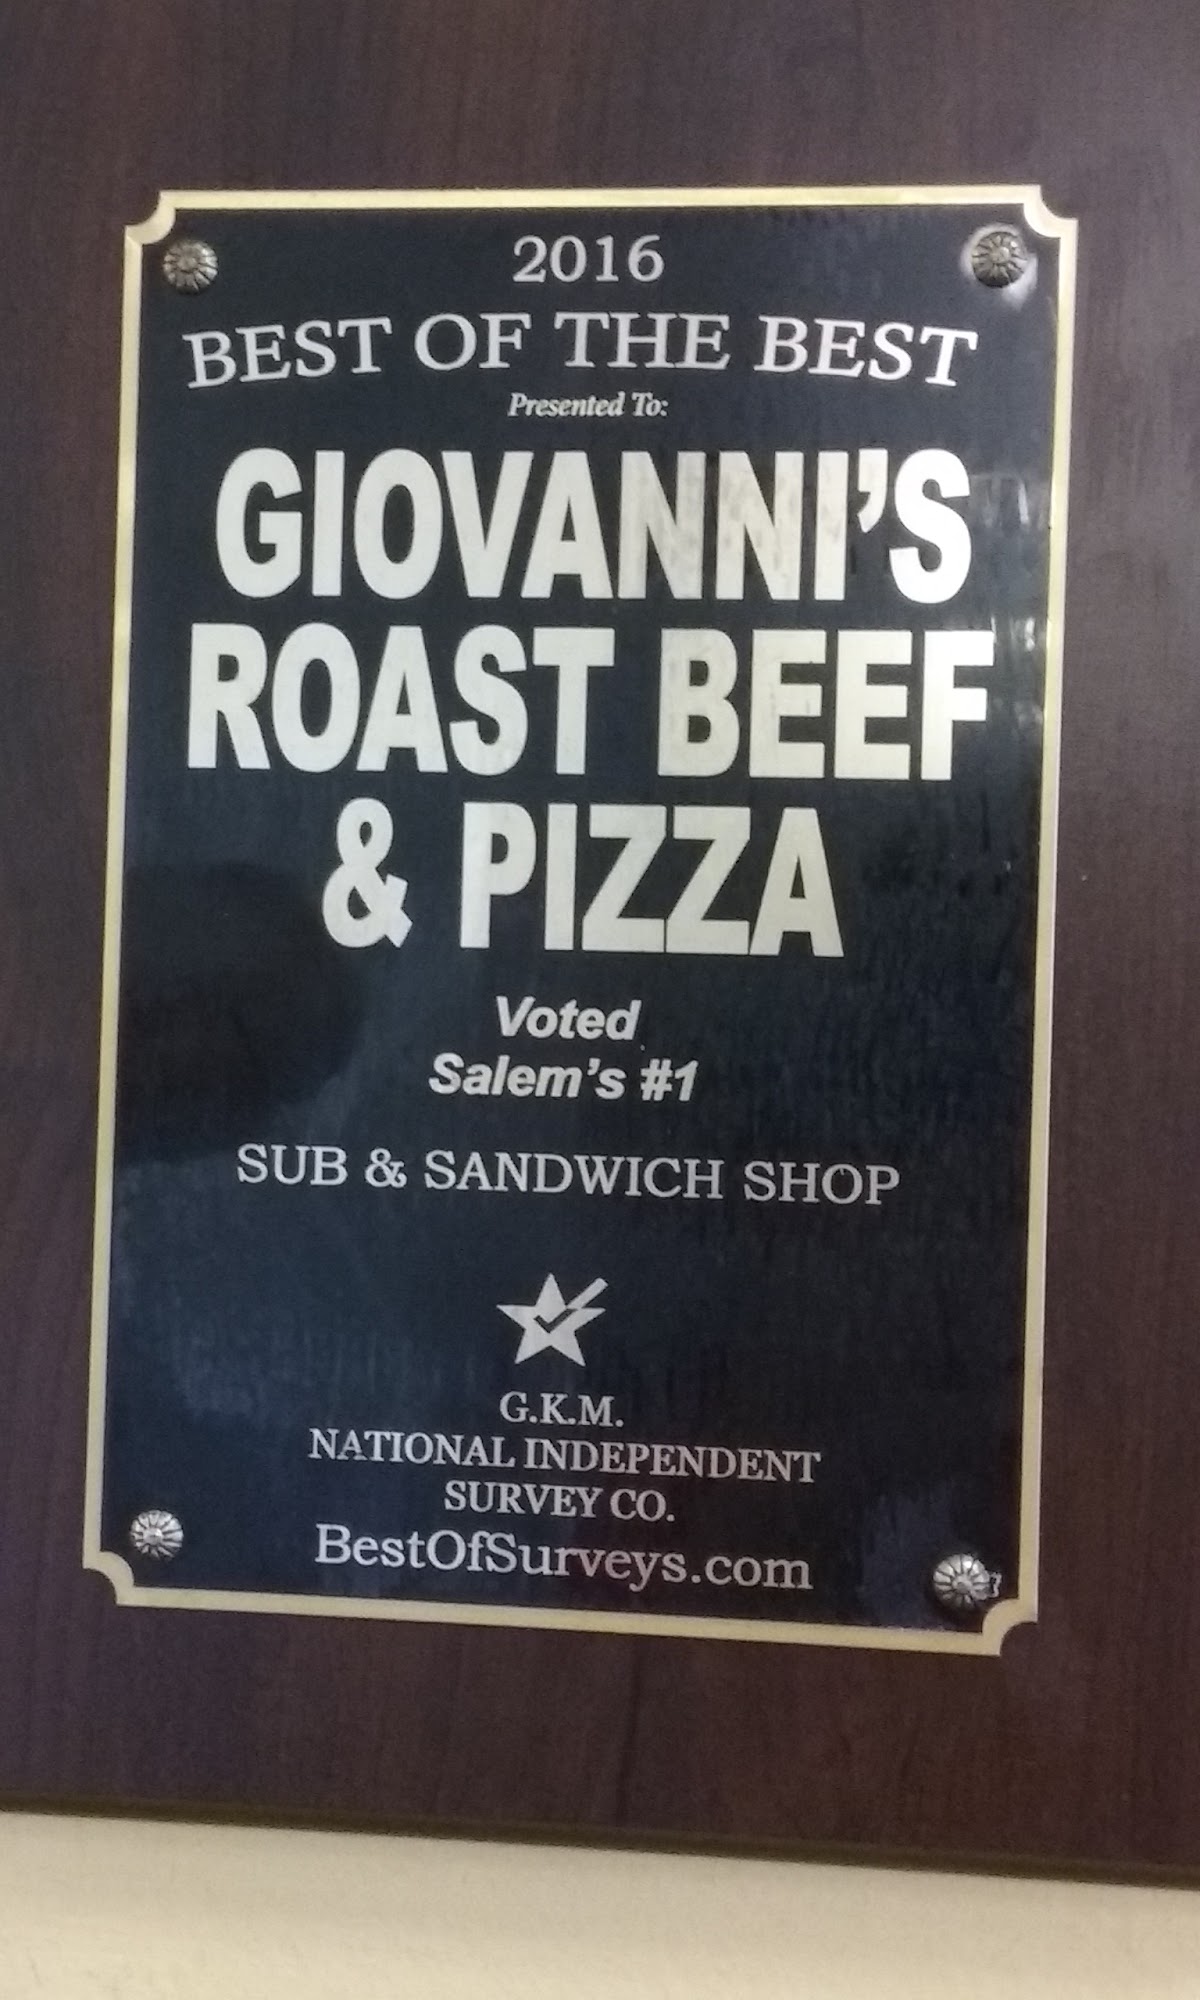 2016
BEST OF THE BEST
Presented To:
GIOVANNI'S
ROAST BEEF
& PIZZA
Voted
Salem's #1
SUB & SANDWICH SHOP
G.K.M.
NATIONAL INDEPENDENT
SURVEY CO.
BestOfSurveys.com